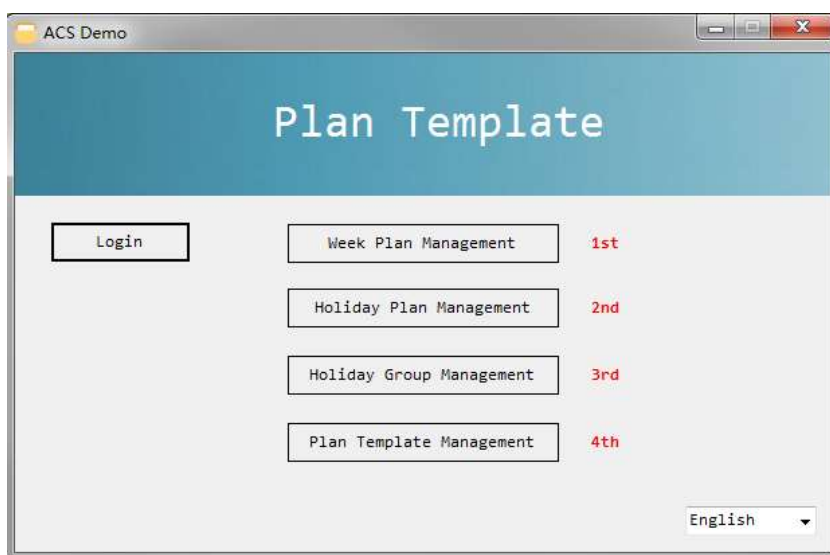 ACS Demo
Plan Template
Login
Week Plan Management 1st
Holiday Plan Management 2nd
Holiday Group Management 3rd
Plan Template Management 4th
English